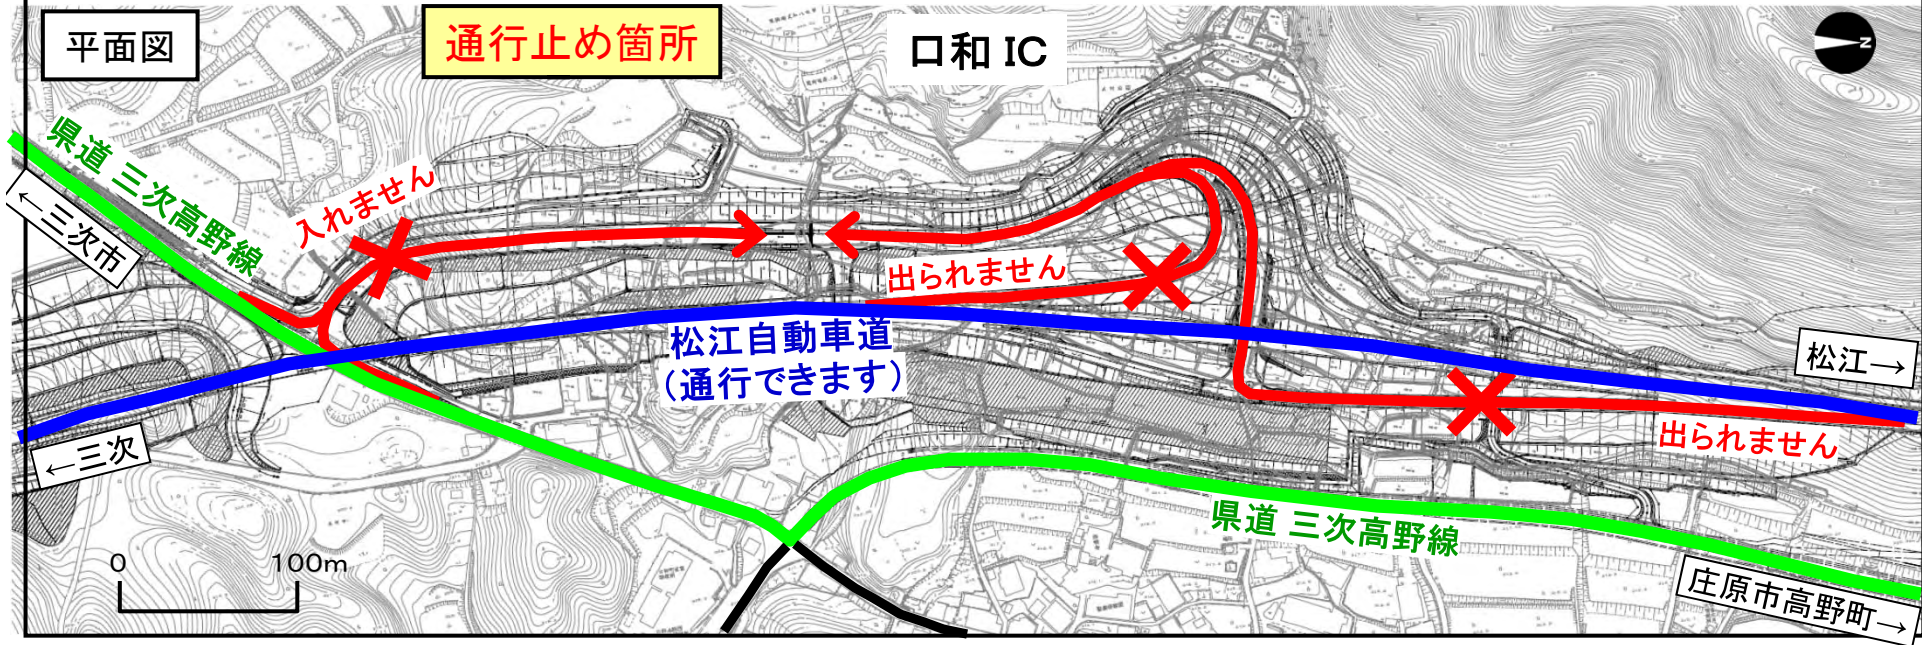 平面図
通行止め箇所
口和 IC
N
県道 三次高野線
←三次市
入れません
出られません
松江自動車道
(通行できます)
松江→
←三次
出られません
県道 三次高野線
庄原市高野町→
0 100m